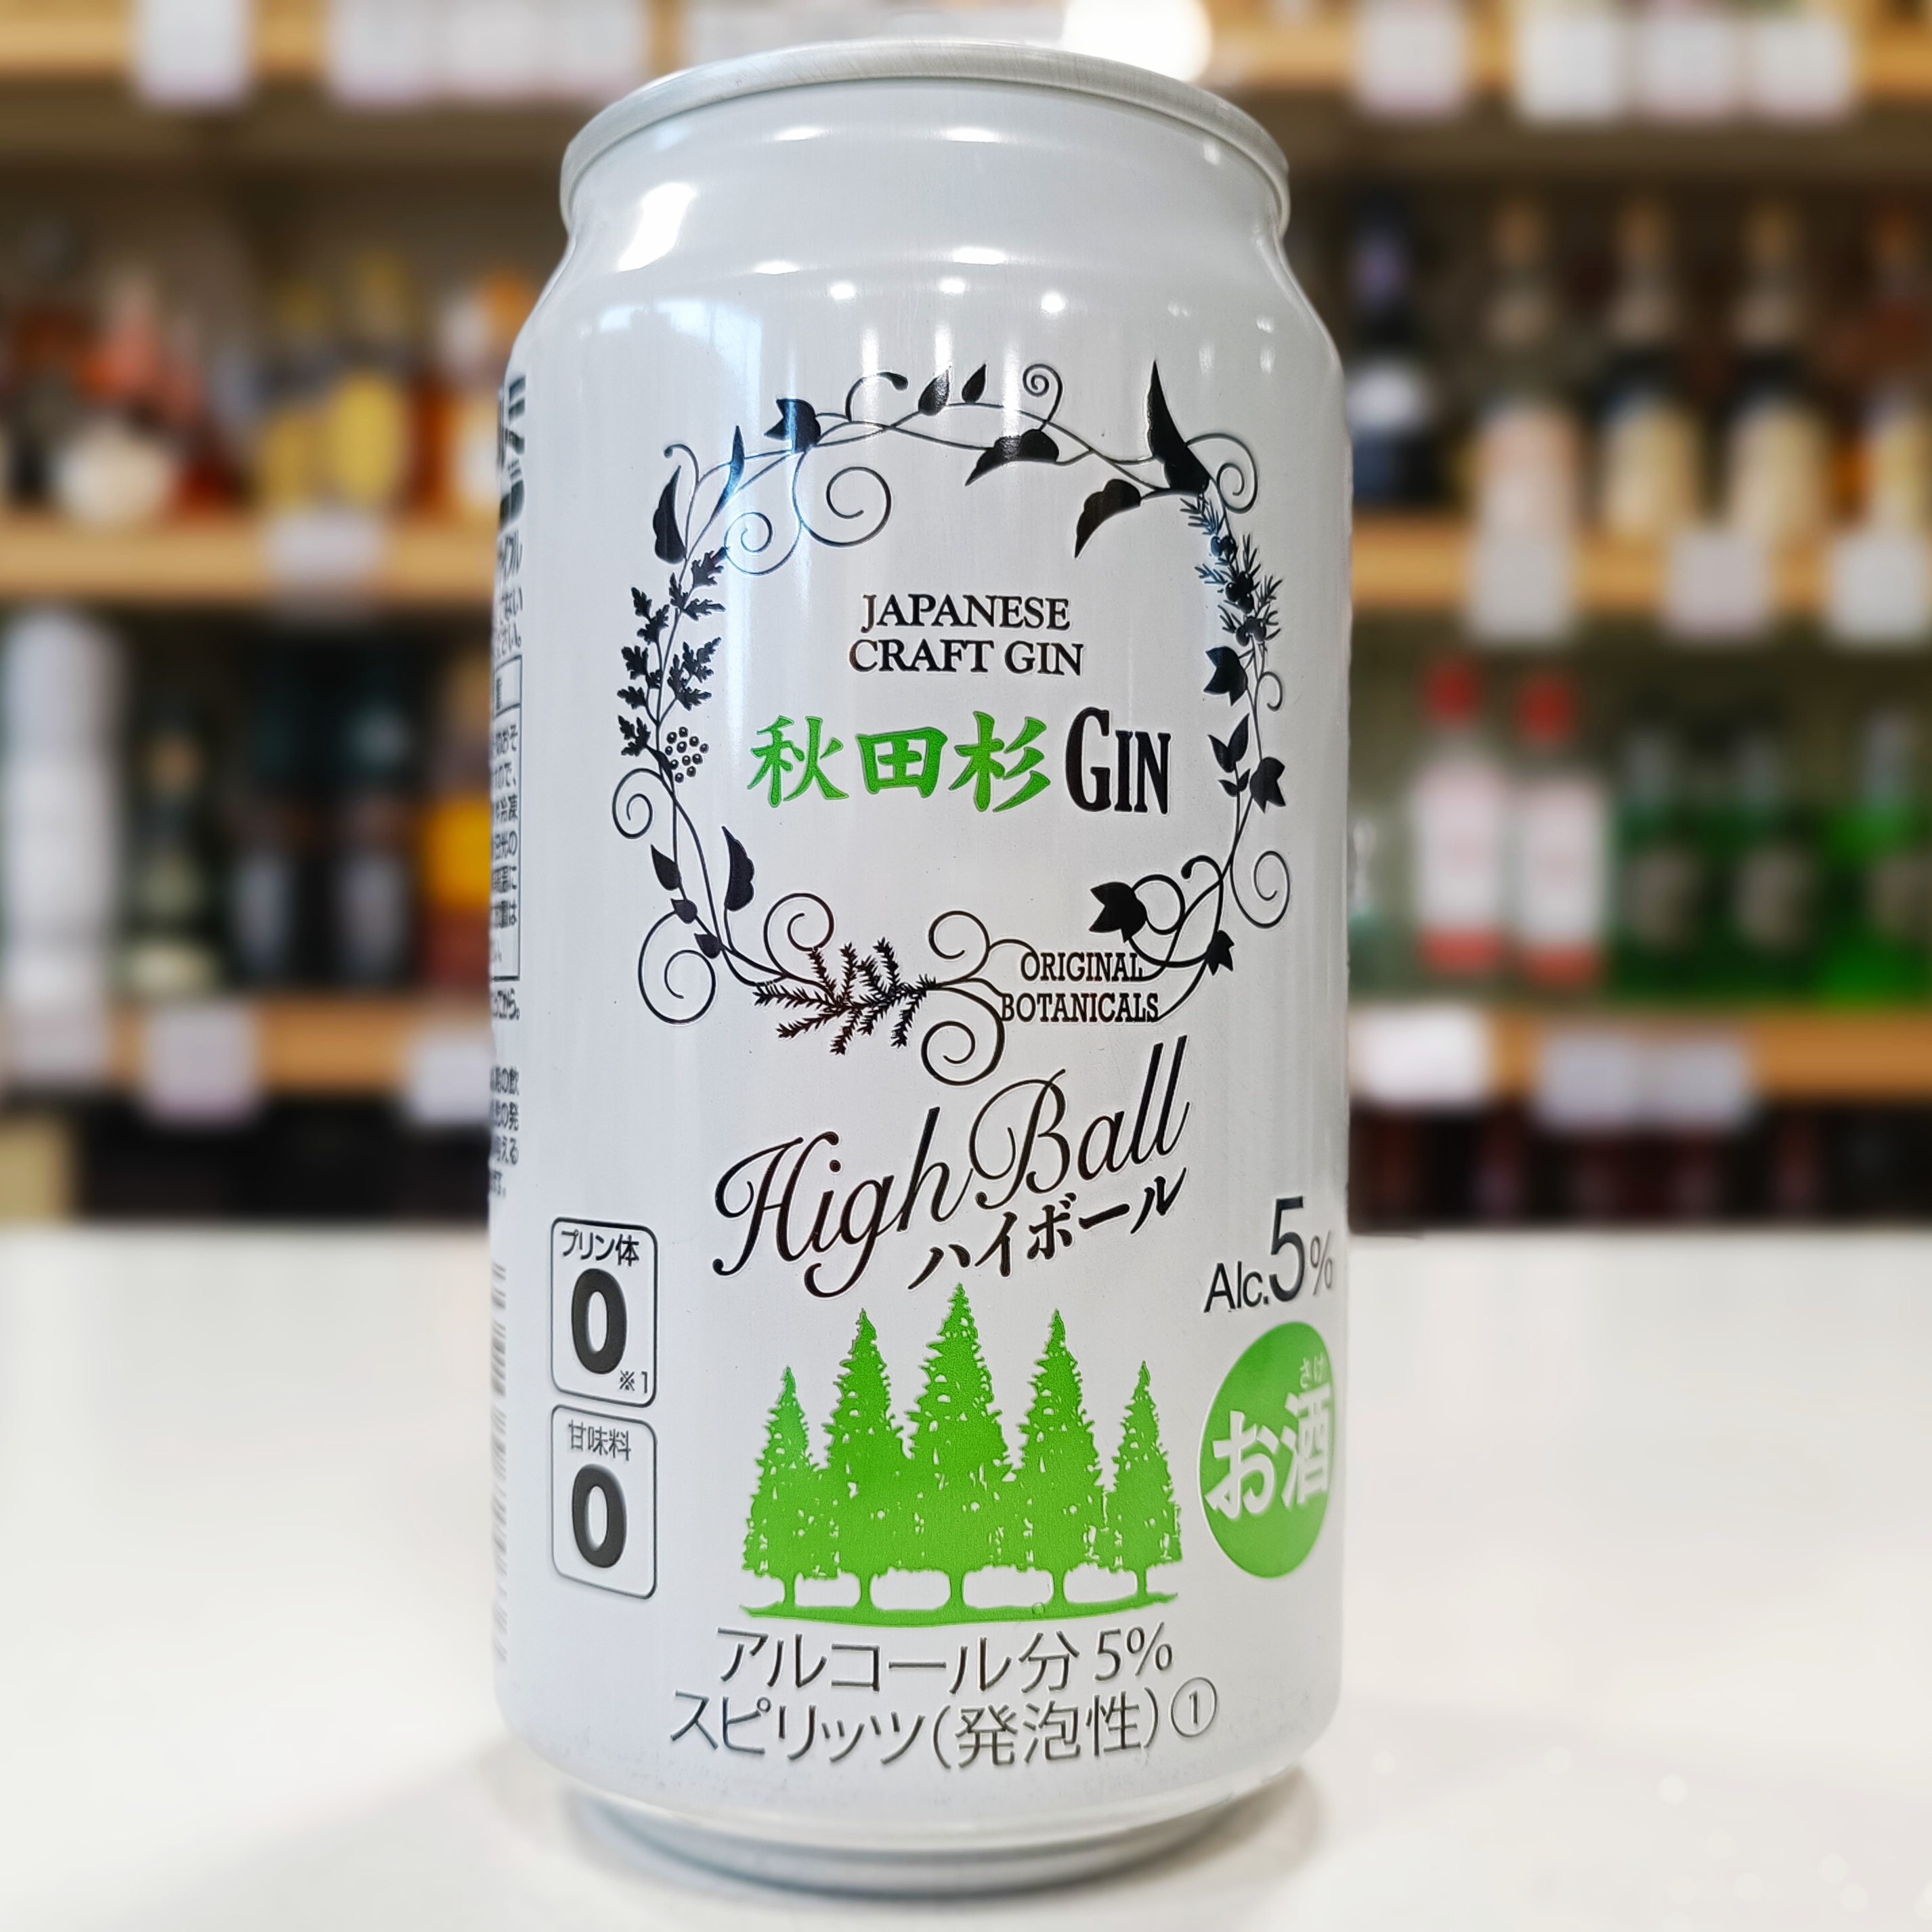 JAPANESE
CRAFT GIN
秋田杉GIN
ORIGINAL
BOTANICALS
High Ball
ハイボール
プリン体
0
※1
甘味料
0
Alc.5%
さけ
お酒
アルコール分 5%
スピリッツ(発泡性)①